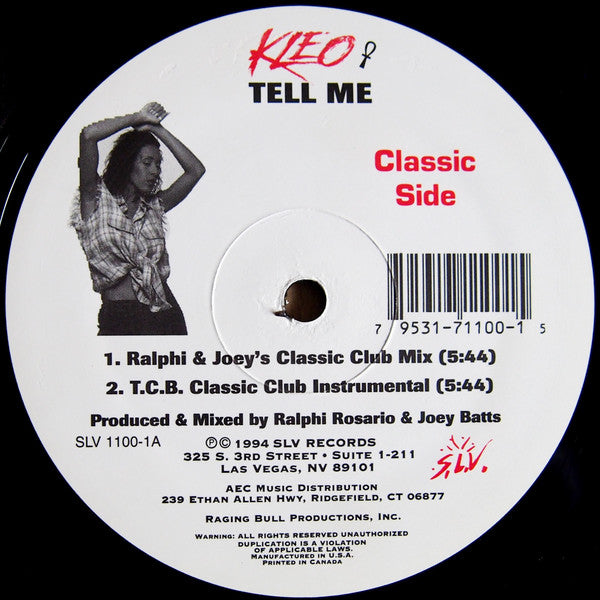 KLEO
TELL ME
Classic
Side
7 9531-71100-1 5
1. Ralphi & Joey's Classic Club Mix (5:44)
2. T.C.B. Classic Club Instrumental (5:44)
Produced & Mixed by Ralphi Rosario & Joey Batts
SLV 1100-1A
℗© 1994 SLV RECORDS
325 S. 3RD STREET • SUITE 1-211
LAS VEGAS, NV 89101
S.L.V.
AEC MUSIC DISTRIBUTION
239 ETHAN ALLEN HWY, RIDGEFIELD, CT 06877
RAGING BULL PRODUCTIONS, INC.
WARNING: ALL RIGHTS RESERVED UNAUTHORIZED
DUPLICATION IS A VIOLATION
OF APPLICABLE LAWS.
MANUFACTURED IN U.S.A.
PRINTED IN CANADA